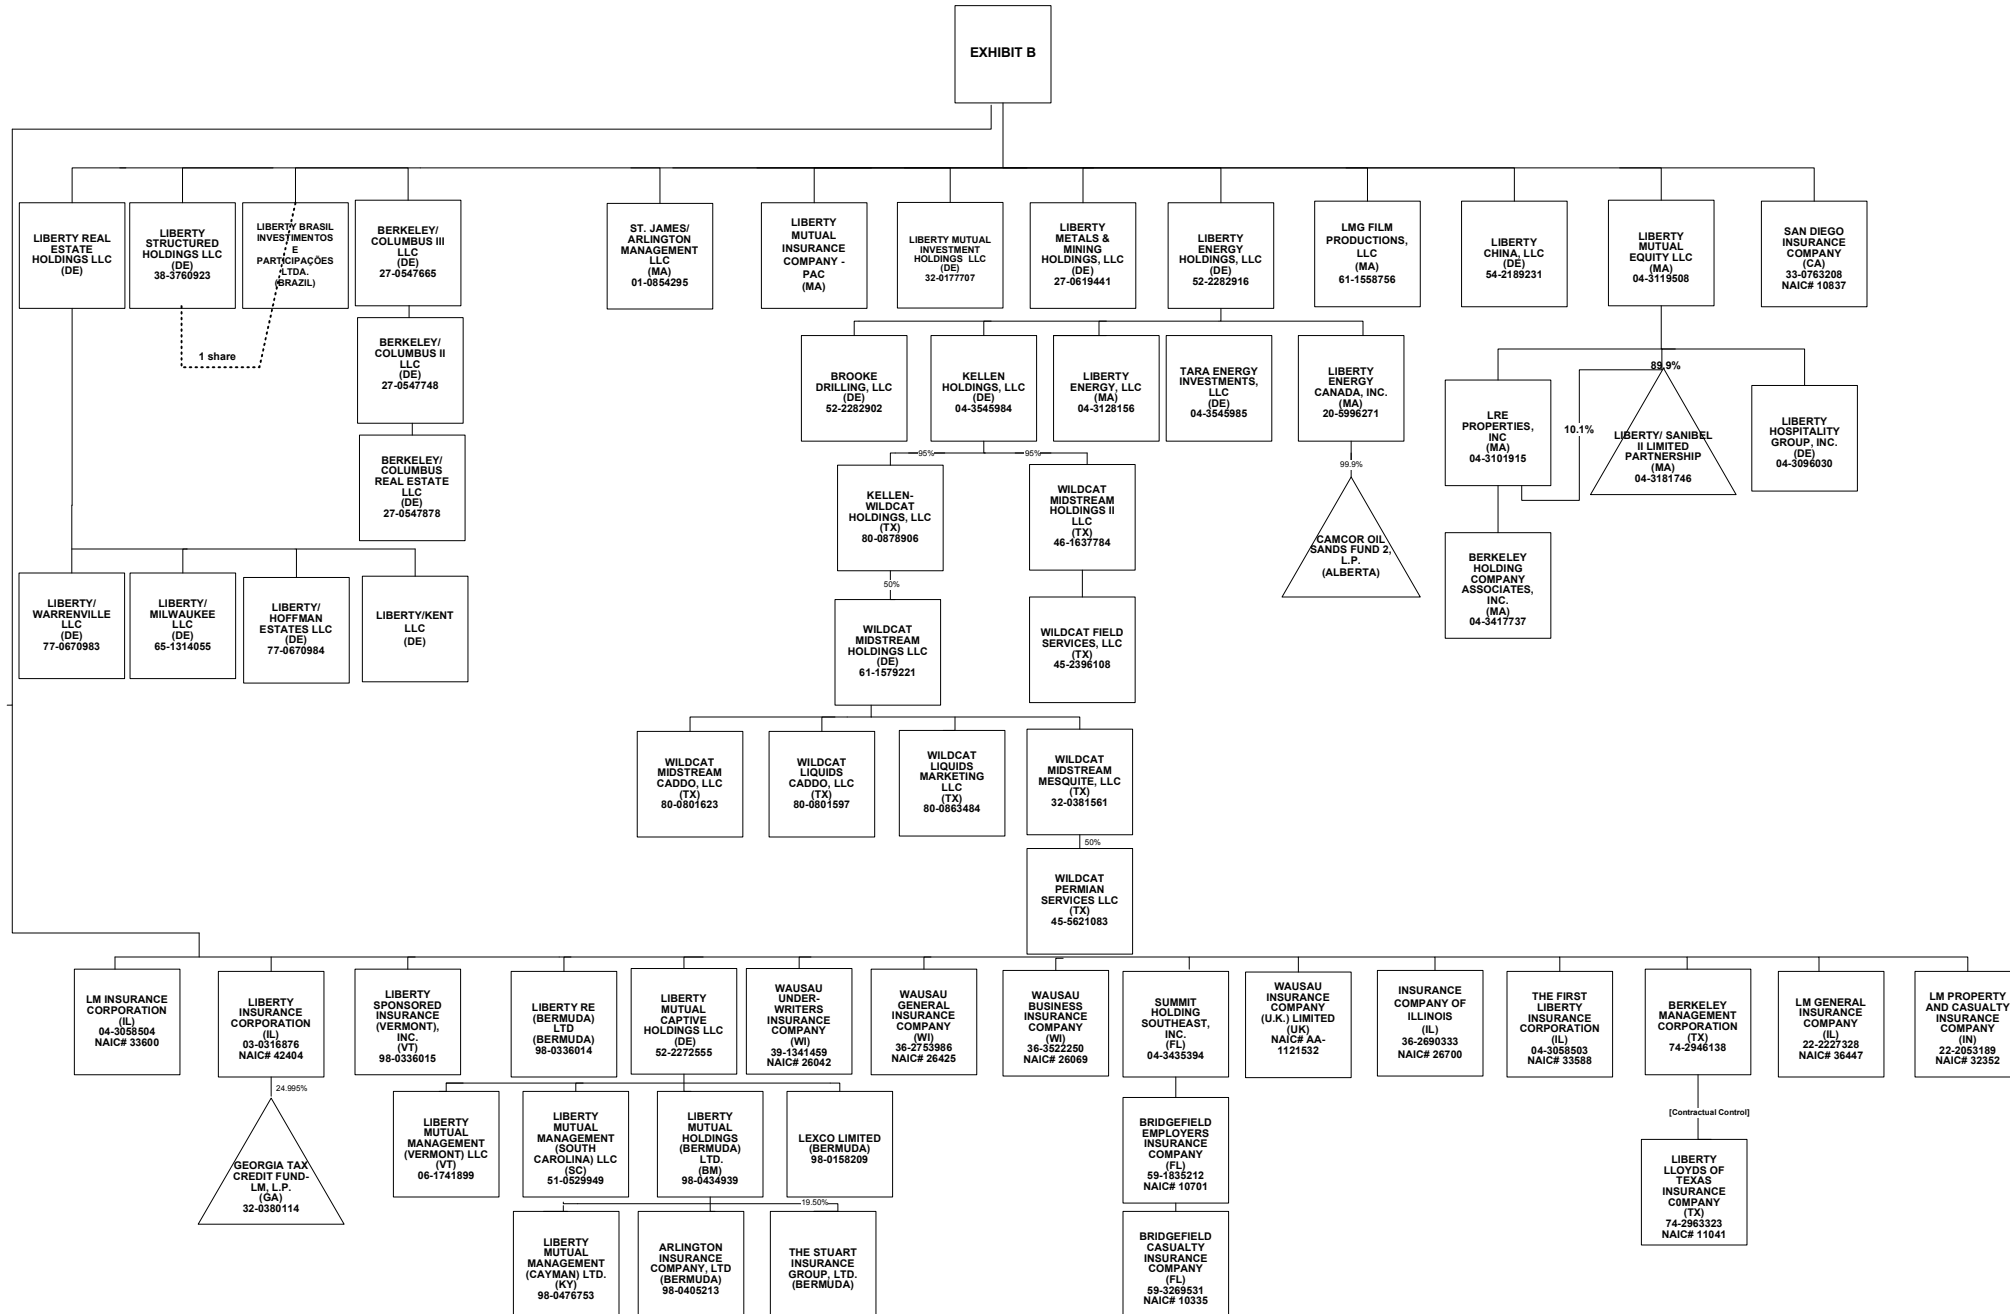 EXHIBIT B
LIBERTY REAL
ESTATE
HOLDINGS LLC
(DE)
LIBERTY
STRUCTURED
HOLDINGS LLC
(DE)
38-3760923
LIBERTY BRASIL
INVESTIMENTOS
E
PARTICIPAÇÕES
LTDA.
(BRAZIL)
BERKELEY/
COLUMBUS III
LLC
(DE)
27-0547665
ST. JAMES/
ARLINGTON
MANAGEMENT
LLC
(MA)
01-0854295
LIBERTY
MUTUAL
INSURANCE
COMPANY -
PAC
(MA)
LIBERTY MUTUAL
INVESTMENT
HOLDINGS LLC
(DE)
32-0177707
LIBERTY
METALS &
MINING
HOLDINGS, LLC
(DE)
27-0619441
LIBERTY
ENERGY
HOLDINGS, LLC
(DE)
52-2282916
LMG FILM
PRODUCTIONS,
LLC
(MA)
61-1558756
LIBERTY
CHINA, LLC
(DE)
54-2189231
LIBERTY
MUTUAL
EQUITY LLC
(MA)
04-3119508
SAN DIEGO
INSURANCE
COMPANY
(CA)
33-0763208
NAIC# 10837
1 share
BERKELEY/
COLUMBUS II
LLC
(DE)
27-0547748
BERKELEY/
COLUMBUS
REAL ESTATE
LLC
(DE)
27-0547878
BROOKE
DRILLING, LLC
(DE)
52-2282902
KELLEN
HOLDINGS, LLC
(DE)
04-3545984
LIBERTY
ENERGY, LLC
(MA)
04-3128156
TARA ENERGY
INVESTMENTS,
LLC
(DE)
04-3545985
LIBERTY
ENERGY
CANADA, INC.
(MA)
20-5996271
LRE
PROPERTIES,
INC
(MA)
04-3101915
10.1%
89.9%
LIBERTY/ SANIBEL
II LIMITED
PARTNERSHIP
(MA)
04-3181746
LIBERTY
HOSPITALITY
GROUP, INC.
(DE)
04-3096030
95%
95%
99.9%
KELLEN-
WILDCAT
HOLDINGS, LLC
(TX)
80-0878906
WILDCAT
MIDSTREAM
HOLDINGS II
LLC
(TX)
46-1637784
CAMCOR OIL
SANDS FUND 2,
L.P.
(ALBERTA)
BERKELEY
HOLDING
COMPANY
ASSOCIATES,
INC.
(MA)
04-3417737
50%
LIBERTY/
WARRENVILLE
LLC
(DE)
77-0670983
LIBERTY/
MILWAUKEE
LLC
(DE)
65-1314055
LIBERTY/
HOFFMAN
ESTATES LLC
(DE)
77-0670984
LIBERTY/KENT
LLC
(DE)
WILDCAT
MIDSTREAM
HOLDINGS LLC
(DE)
61-1579221
WILDCAT FIELD
SERVICES, LLC
(TX)
45-2396108
WILDCAT
MIDSTREAM
CADDO, LLC
(TX)
80-0801623
WILDCAT
LIQUIDS
CADDO, LLC
(TX)
80-0801597
WILDCAT
LIQUIDS
MARKETING
LLC
(TX)
80-0863484
WILDCAT
MIDSTREAM
MESQUITE, LLC
(TX)
32-0381561
50%
WILDCAT
PERMIAN
SERVICES LLC
(TX)
45-5621083
LM INSURANCE
CORPORATION
(IL)
04-3058504
NAIC# 33600
LIBERTY
INSURANCE
CORPORATION
(IL)
03-0316876
NAIC# 42404
LIBERTY
SPONSORED
INSURANCE
(VERMONT),
INC.
(VT)
98-0336015
LIBERTY RE
(BERMUDA)
LTD
(BERMUDA)
98-0336014
LIBERTY
MUTUAL
CAPTIVE
HOLDINGS LLC
(DE)
52-2272555
WAUSAU
UNDER-
WRITERS
INSURANCE
COMPANY
(WI)
39-1341459
NAIC# 26042
WAUSAU
GENERAL
INSURANCE
COMPANY
(WI)
36-2753986
NAIC# 26425
WAUSAU
BUSINESS
INSURANCE
COMPANY
(WI)
36-3522250
NAIC# 26069
SUMMIT
HOLDING
SOUTHEAST,
INC.
(FL)
04-3435394
WAUSAU
INSURANCE
COMPANY
(U.K.) LIMITED
(UK)
NAIC# AA-
1121532
INSURANCE
COMPANY OF
ILLINOIS
(IL)
36-2690333
NAIC# 26700
THE FIRST
LIBERTY
INSURANCE
CORPORATION
(IL)
04-3058503
NAIC# 33588
BERKELEY
MANAGEMENT
CORPORATION
(TX)
74-2946138
LM GENERAL
INSURANCE
COMPANY
(IL)
22-2227328
NAIC# 36447
LM PROPERTY
AND CASUALTY
INSURANCE
COMPANY
(IN)
22-2053189
NAIC# 32352
24.995%
GEORGIA TAX
CREDIT FUND-
LM, L.P.
(GA)
32-0380114
LIBERTY
MUTUAL
MANAGEMENT
(VERMONT) LLC
(VT)
06-1741899
LIBERTY
MUTUAL
MANAGEMENT
(SOUTH
CAROLINA) LLC
(SC)
51-0529949
LIBERTY
MUTUAL
HOLDINGS
(BERMUDA)
LTD.
(BM)
98-0434939
LEXCO LIMITED
(BERMUDA)
98-0158209
BRIDGEFIELD
EMPLOYERS
INSURANCE
COMPANY
(FL)
59-1835212
NAIC# 10701
[Contractual Control]
LIBERTY
LLOYDS OF
TEXAS
INSURANCE
C0MPANY
(TX)
74-2963323
NAIC# 11041
19.50%
LIBERTY
MUTUAL
MANAGEMENT
(CAYMAN) LTD.
(KY)
98-0476753
ARLINGTON
INSURANCE
COMPANY, LTD
(BERMUDA)
98-0405213
THE STUART
INSURANCE
GROUP, LTD.
(BERMUDA)
BRIDGEFIELD
CASUALTY
INSURANCE
COMPANY
(FL)
59-3269531
NAIC# 10335